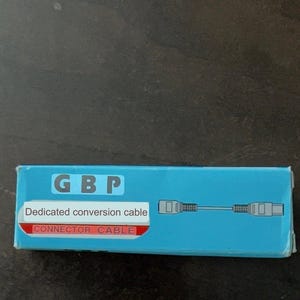 GBP
Dedicated conversion cable
CONNECTOR CABLE